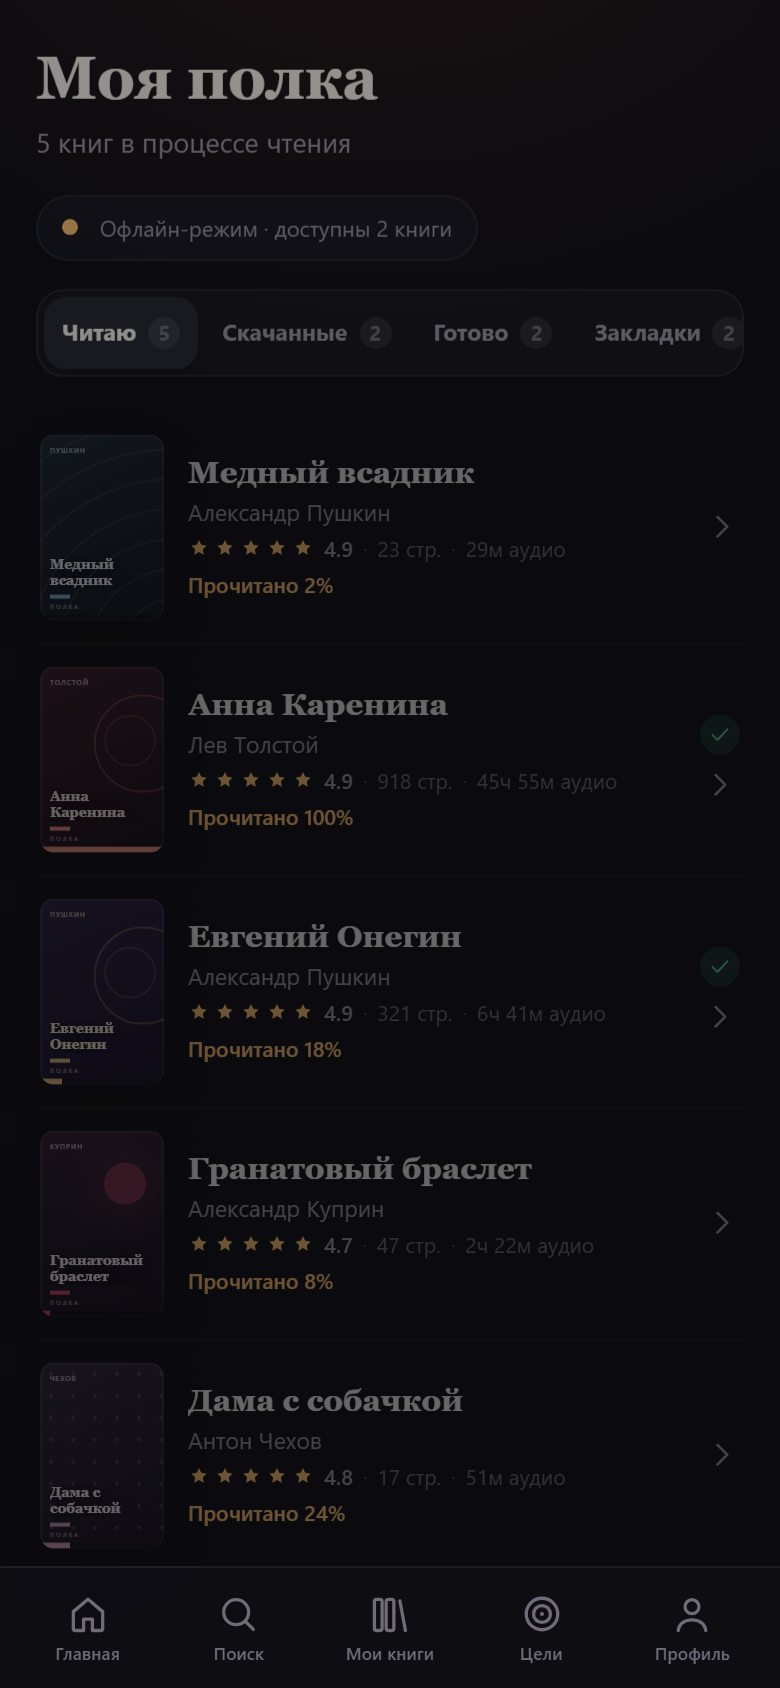 Моя полка
5 книг в процессе чтения
Офлайн-режим · доступны 2 книги
Читаю 5 Скачанные 2 Готово 2 Закладки 2
ПУШКИН
Медный
всадник
ПОЛКА
Медный всадник
Александр Пушкин
4.9 · 23 стр. · 29м аудио
Прочитано 2%
ТОЛСТОЙ
Анна
Каренина
ПОЛКА
Анна Каренина
Лев Толстой
4.9 · 918 стр. · 45ч 55м аудио
Прочитано 100%
ПУШКИН
Евгений
Онегин
ПОЛКА
Евгений Онегин
Александр Пушкин
4.9 · 321 стр. · 6ч 41м аудио
Прочитано 18%
КУПРИН
Гранатовый
браслет
ПОЛКА
Гранатовый браслет
Александр Куприн
4.7 · 47 стр. · 2ч 22м аудио
Прочитано 8%
ЧЕХОВ
Дама с
собачкой
ПОЛКА
Дама с собачкой
Антон Чехов
4.8 · 17 стр. · 51м аудио
Прочитано 24%
Главная Поиск Мои книги Цели Профиль